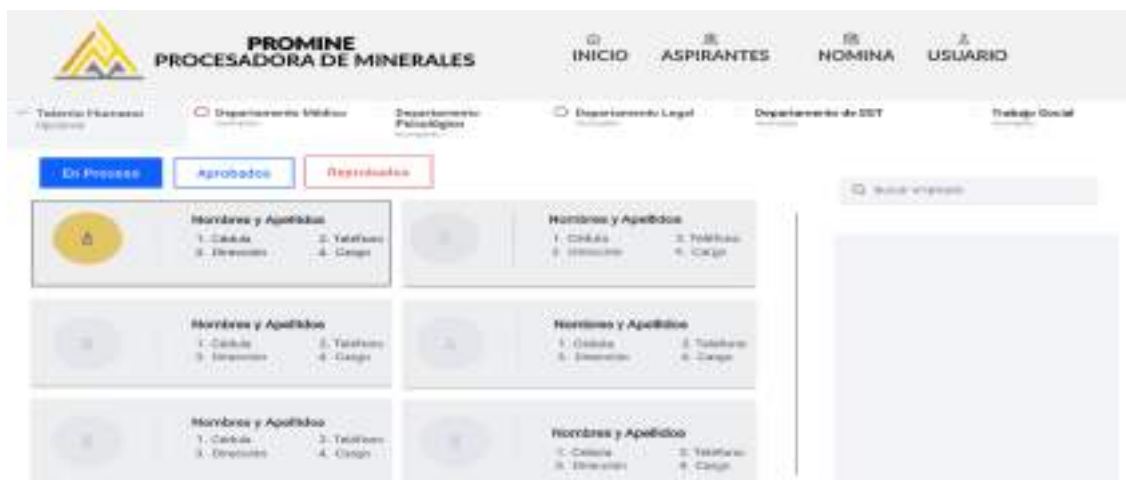 PROMINE
PROCESADORA DE MINERALES
INICIO
ASPIRANTES
NOMINA
USUARIO
Talento Humano
Departamento Médico
Departamento
Psicológico
Departamento Legal
Departamento de SST
Trabajo Social
En Proceso
Aprobados
Reprobados
Buscar
Nombres y Apellidos
1. Cédula
2. Teléfono
3. Dirección
4. Cargo
Nombres y Apellidos
1. Cédula
2. Teléfono
3. Dirección
4. Cargo
Nombres y Apellidos
1. Cédula
2. Teléfono
3. Dirección
4. Cargo
Nombres y Apellidos
1. Cédula
2. Teléfono
3. Dirección
4. Cargo
Nombres y Apellidos
1. Cédula
2. Teléfono
3. Dirección
4. Cargo
Nombres y Apellidos
1. Cédula
2. Teléfono
3. Dirección
4. Cargo